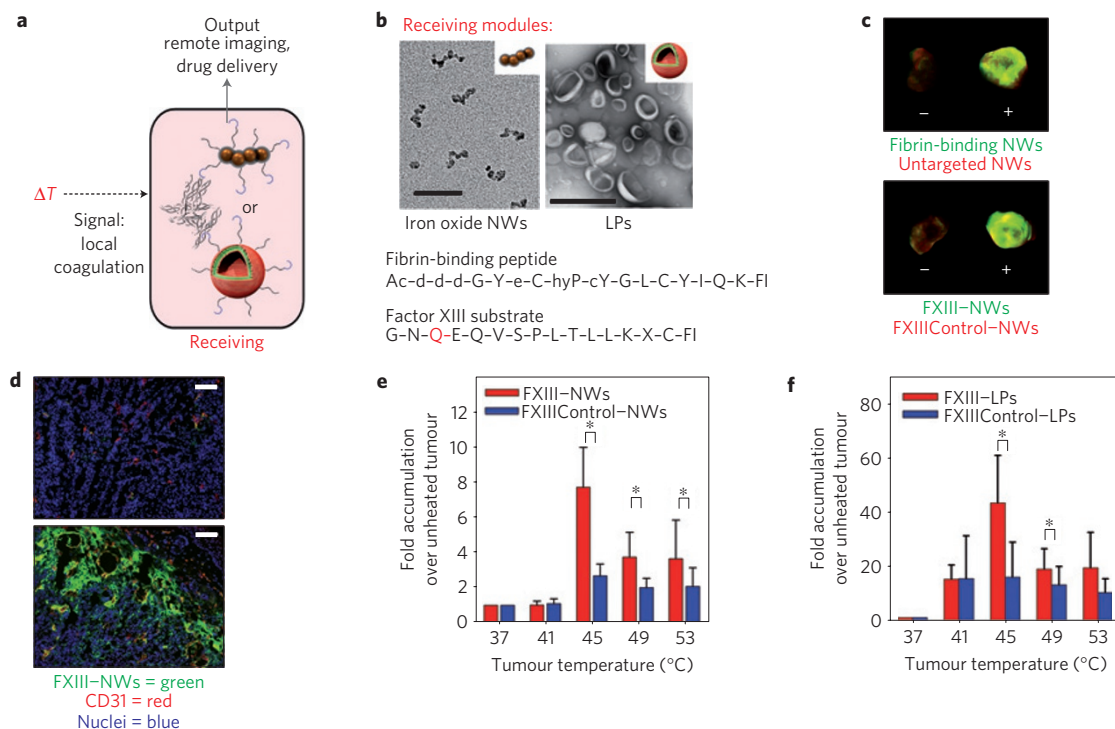 a
Output
remote imaging,
drug delivery
ΔT
Signal:
local
coagulation
or
Receiving
b
Receiving modules:
Iron oxide NWs
LPs
Fibrin-binding peptide
Ac–d–d–d–G–Y–e–C–hyP–cY–G–L–C–Y–I–Q–K–Fl
Factor XIII substrate
G–N–Q–E–Q–V–S–P–L–T–L–L–K–X–C–Fl
c
– +
Fibrin-binding NWs
Untargeted NWs
– +
FXIII–NWs
FXIIIControl–NWs
d
FXIII–NWs = green
CD31 = red
Nuclei = blue
e
FXIII–NWs
FXIIIControl–NWs
Fold accumulation
over unheated tumour
12
10
8
6
4
2
0
* * *
37 41 45 49 53
Tumour temperature (°C)
f
FXIII–LPs
FXIIIControl–LPs
Fold accumulation
over unheated tumour
80
60
40
20
0
* *
37 41 45 49 53
Tumour temperature (°C)